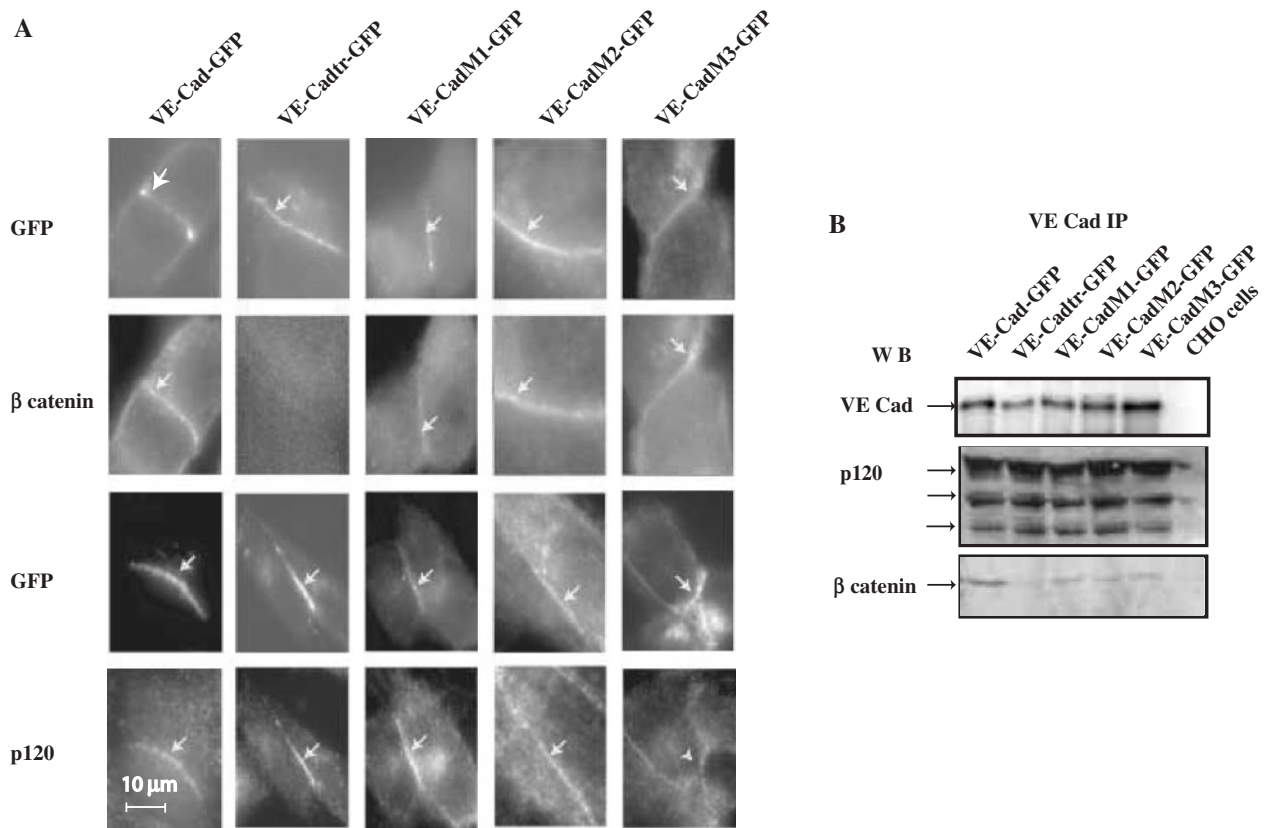 A
VE-Cad-GFP
VE-Cadtr-GFP
VE-CadM1-GFP
VE-CadM2-GFP
VE-CadM3-GFP
GFP
β catenin
GFP
p120
10 µm
B
VE Cad IP
VE-Cad-GFP
VE-Cadtr-GFP
VE-CadM1-GFP
VE-CadM2-GFP
VE-CadM3-GFP
CHO cells
W B
VE Cad
p120
β catenin